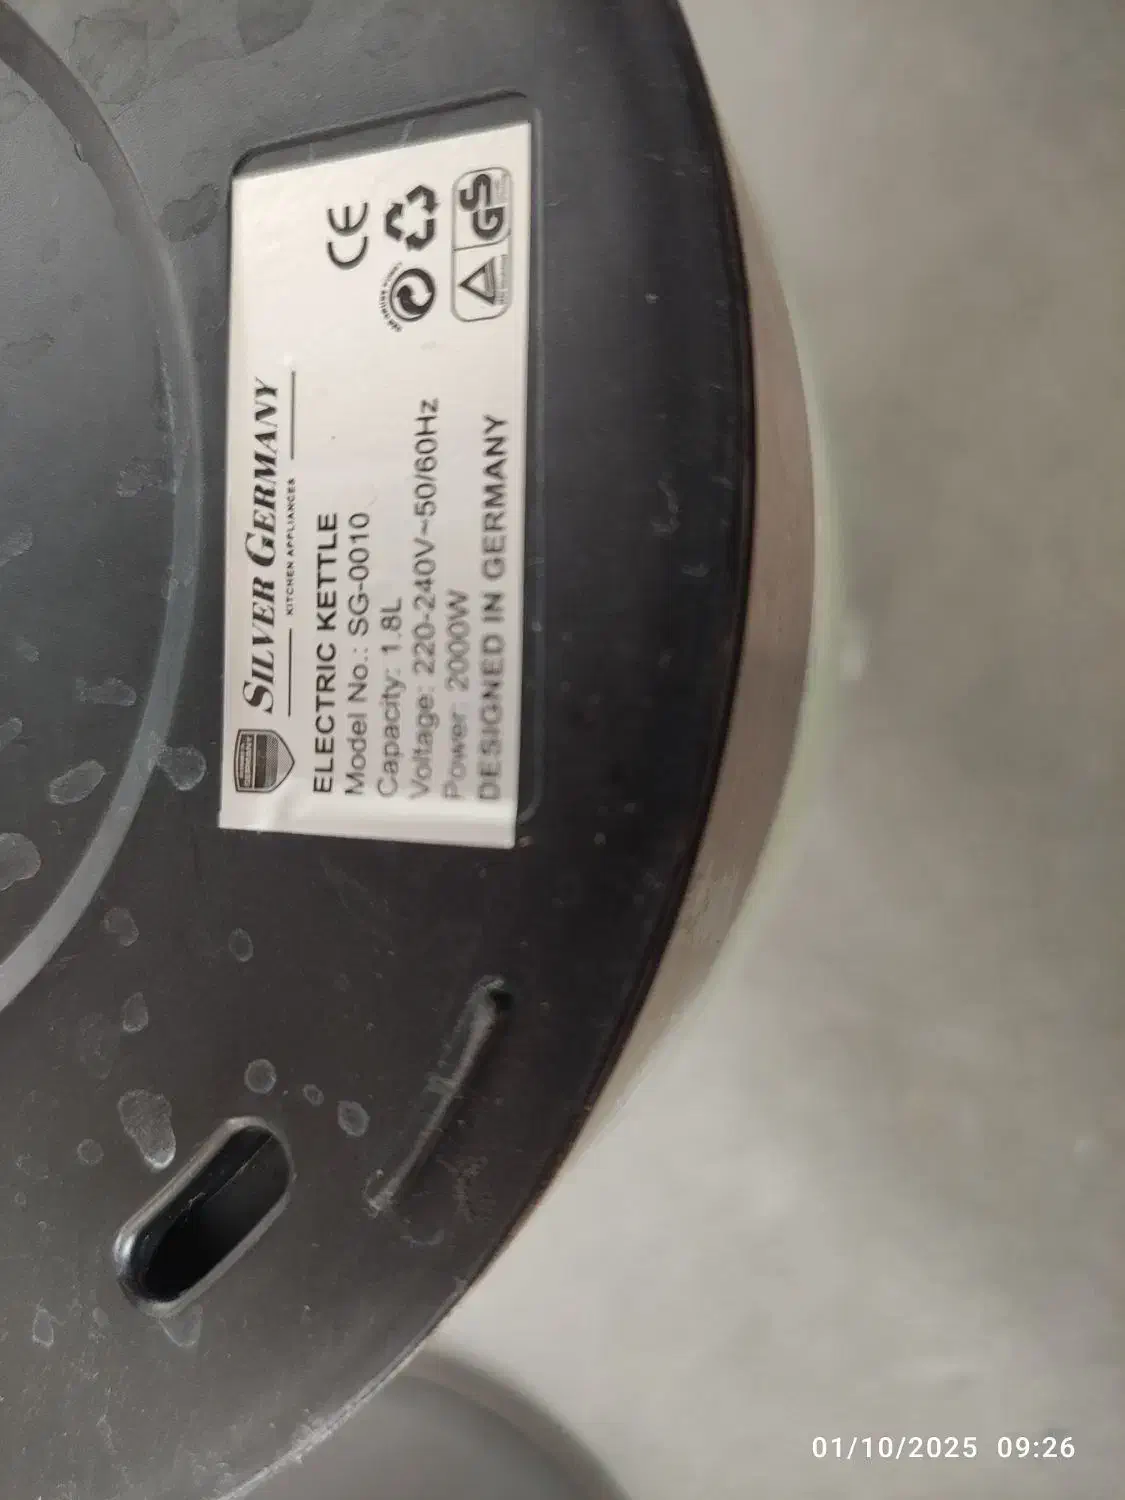 SILVER GERMANY
KITCHEN APPLIANCES
ELECTRIC KETTLE
Model No.: SG-0010
Capacity: 1.8L
Voltage: 220-240V~50/60Hz
Power: 2000W
DESIGNED IN GERMANY
CE
GS
01/10/2025 09:26